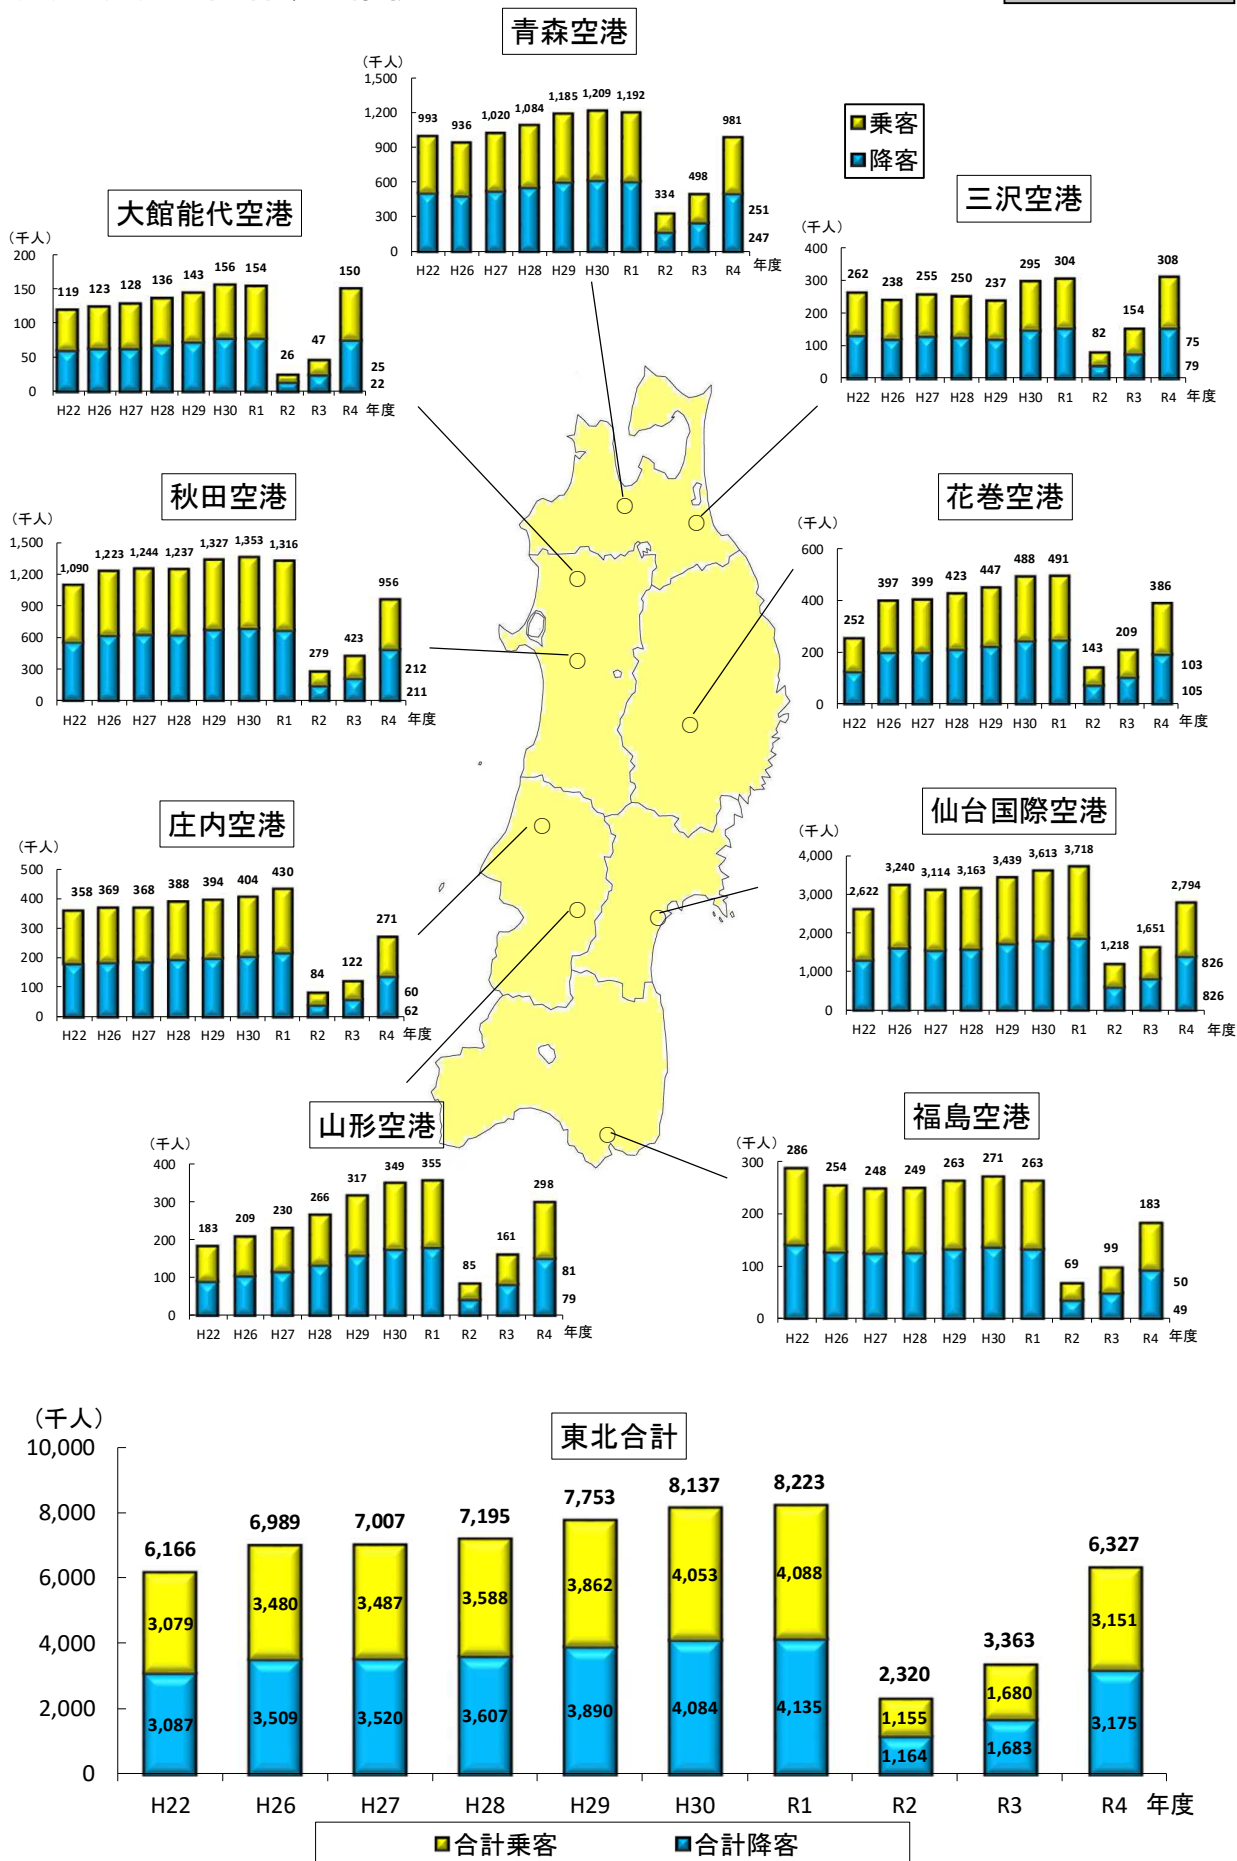 青森空港
(千人)
1,500
1,200
900
600
300
0
993 936 1,020 1,084 1,185 1,209 1,192 334 498 981
251
247
H22 H26 H27 H28 H29 H30 R1 R2 R3 R4 年度
乗客
降客
大館能代空港
(千人)
200
150
100
50
0
119 123 128 136 143 156 154 26 47 150
25
22
H22 H26 H27 H28 H29 H30 R1 R2 R3 R4 年度
三沢空港
(千人)
400
300
200
100
0
262 238 255 250 237 295 304 82 154 308
75
79
H22 H26 H27 H28 H29 H30 R1 R2 R3 R4 年度
秋田空港
(千人)
1,500
1,200
900
600
300
0
1,090 1,223 1,244 1,237 1,327 1,353 1,316 279 423 956
212
211
H22 H26 H27 H28 H29 H30 R1 R2 R3 R4 年度
花巻空港
(千人)
600
400
200
0
252 397 399 423 447 488 491 143 209 386
103
105
H22 H26 H27 H28 H29 H30 R1 R2 R3 R4 年度
庄内空港
(千人)
500
400
300
200
100
0
358 369 368 388 394 404 430 84 122 271
60
62
H22 H26 H27 H28 H29 H30 R1 R2 R3 R4 年度
仙台国際空港
(千人)
4,000
3,000
2,000
1,000
0
2,622 3,240 3,114 3,163 3,439 3,613 3,718 1,218 1,651 2,794
826
826
H22 H26 H27 H28 H29 H30 R1 R2 R3 R4 年度
山形空港
(千人)
400
300
200
100
0
183 209 230 266 317 349 355 85 161 298
81
79
H22 H26 H27 H28 H29 H30 R1 R2 R3 R4 年度
福島空港
(千人)
300
200
100
0
286 254 248 249 263 271 263 69 99 183
50
49
H22 H26 H27 H28 H29 H30 R1 R2 R3 R4 年度
東北合計
(千人)
10,000
8,000
6,000
4,000
2,000
0
6,166 6,989 7,007 7,195 7,753 8,137 8,223 2,320 3,363 6,327
3,079 3,480 3,487 3,588 3,862 4,053 4,088 1,155 1,680 3,151
3,087 3,509 3,520 3,607 3,890 4,084 4,135 1,164 1,683 3,175
H22 H26 H27 H28 H29 H30 R1 R2 R3 R4 年度
合計乗客 合計降客